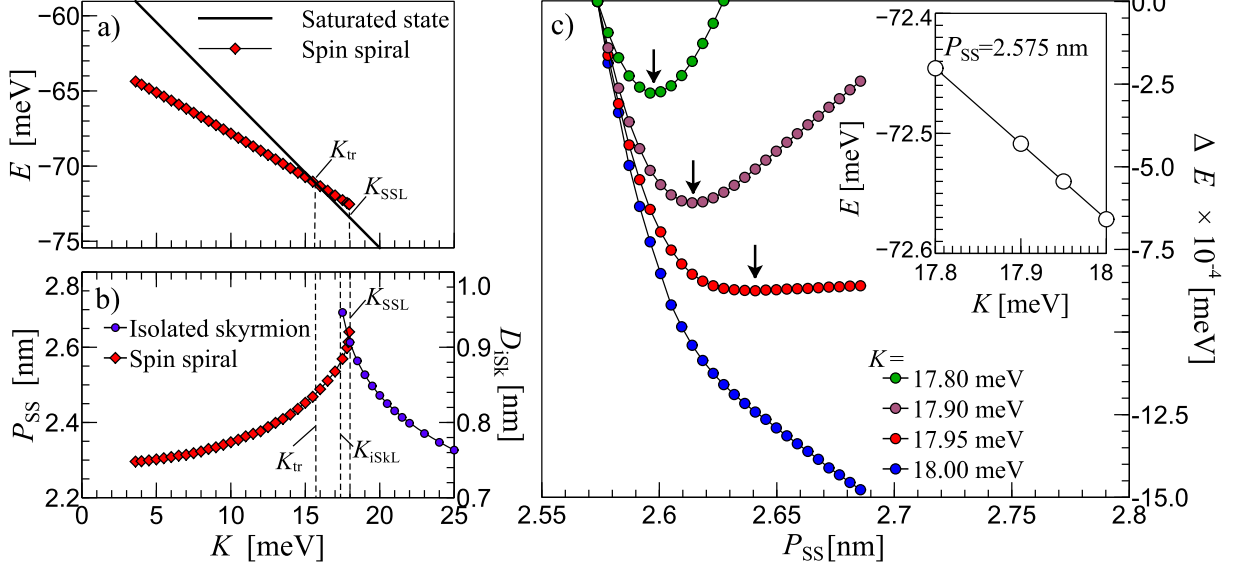 a)
Saturated state
Spin spiral
E [meV]
−60
−65
−70
−75
K_tr
K_SSL
b)
Isolated skyrmion
Spin spiral
P_SS [nm]
2.8
2.6
2.4
2.2
K_SSL
K_tr
K_iSkL
1.0
0.9
0.8
0.7
D_iSk [nm]
0 5 10 15 20 25
K [meV]
c)
0.0
-2.5
-5.0
-7.5
-12.5
-15.0
Δ E × 10^-4 [meV]
P_SS=2.575 nm
−72.4
−72.5
−72.6
E [meV]
17.8 17.9 18
K [meV]
K=
17.80 meV
17.90 meV
17.95 meV
18.00 meV
2.55 2.6 2.65 2.7 2.75 2.8
P_SS[nm]